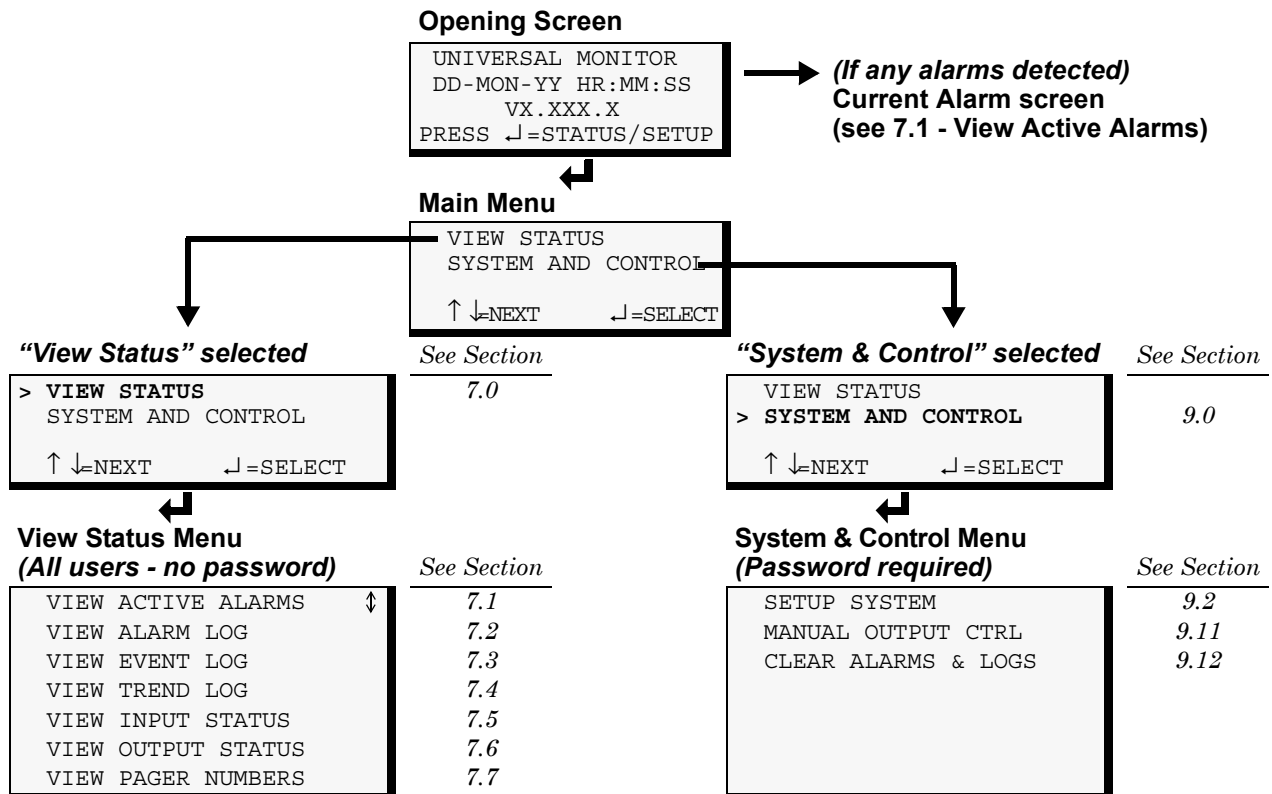 Opening Screen
UNIVERSAL MONITOR
DD-MON-YY HR:MM:SS
VX.XXX.X
PRESS ↵=STATUS/SETUP
(If any alarms detected)
Current Alarm screen
(see 7.1 - View Active Alarms)
Main Menu
VIEW STATUS
SYSTEM AND CONTROL
↑ ↓=NEXT ↵=SELECT
“View Status” selected
See Section
> VIEW STATUS
7.0
SYSTEM AND CONTROL
↑ ↓=NEXT ↵=SELECT
“System & Control” selected
See Section
VIEW STATUS
> SYSTEM AND CONTROL
9.0
↑ ↓=NEXT ↵=SELECT
View Status Menu
(All users - no password)
See Section
VIEW ACTIVE ALARMS ↕ 7.1
VIEW ALARM LOG 7.2
VIEW EVENT LOG 7.3
VIEW TREND LOG 7.4
VIEW INPUT STATUS 7.5
VIEW OUTPUT STATUS 7.6
VIEW PAGER NUMBERS 7.7
System & Control Menu
(Password required)
See Section
SETUP SYSTEM 9.2
MANUAL OUTPUT CTRL 9.11
CLEAR ALARMS & LOGS 9.12